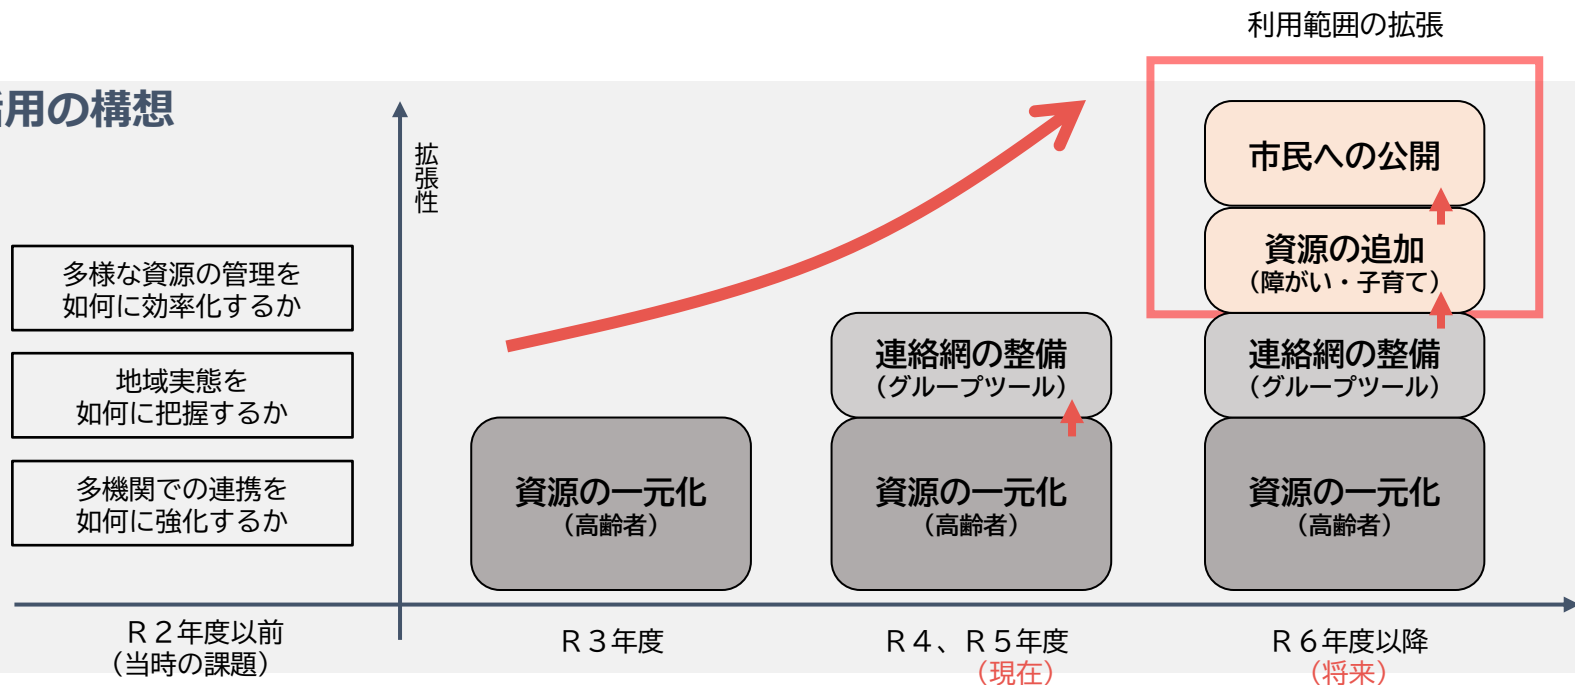 利用範囲の拡張
活用の構想
拡張性
市民への公開
資源の追加
（障がい・子育て）
多様な資源の管理を
如何に効率化するか
地域実態を
如何に把握するか
多機関での連携を
如何に強化するか
連絡網の整備
（グループツール）
連絡網の整備
（グループツール）
資源の一元化
（高齢者）
資源の一元化
（高齢者）
資源の一元化
（高齢者）
Ｒ２年度以前
（当時の課題）
Ｒ３年度
Ｒ４、Ｒ５年度
（現在）
Ｒ６年度以降
（将来）